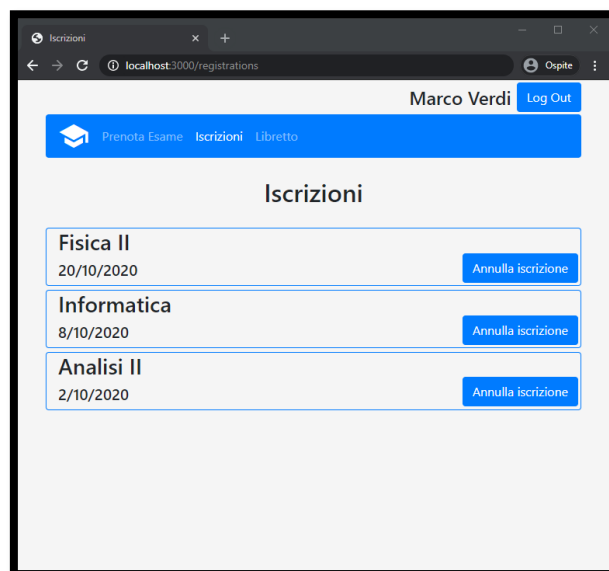 Iscrizioni
localhost:3000/registrations
Ospite
Marco Verdi Log Out
Prenota Esame Iscrizioni Libretto
Iscrizioni
Fisica II
20/10/2020 Annulla iscrizione
Informatica
8/10/2020 Annulla iscrizione
Analisi II
2/10/2020 Annulla iscrizione